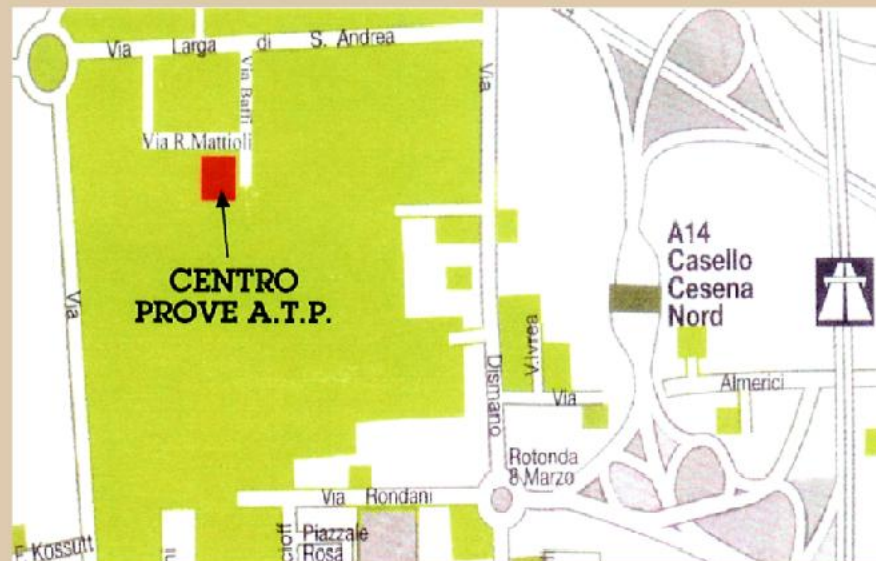 Via Larga di S. Andrea
Via Baffi
Via
Via R.Mattioli
CENTRO
PROVE A.T.P.
A14
Casello
Cesena
Nord
Via
V.Ivrea
Dismano
Via
Almerici
Rotonda
8 Marzo
Via Rondani
Piazzale
Rosa
F. Kossutt